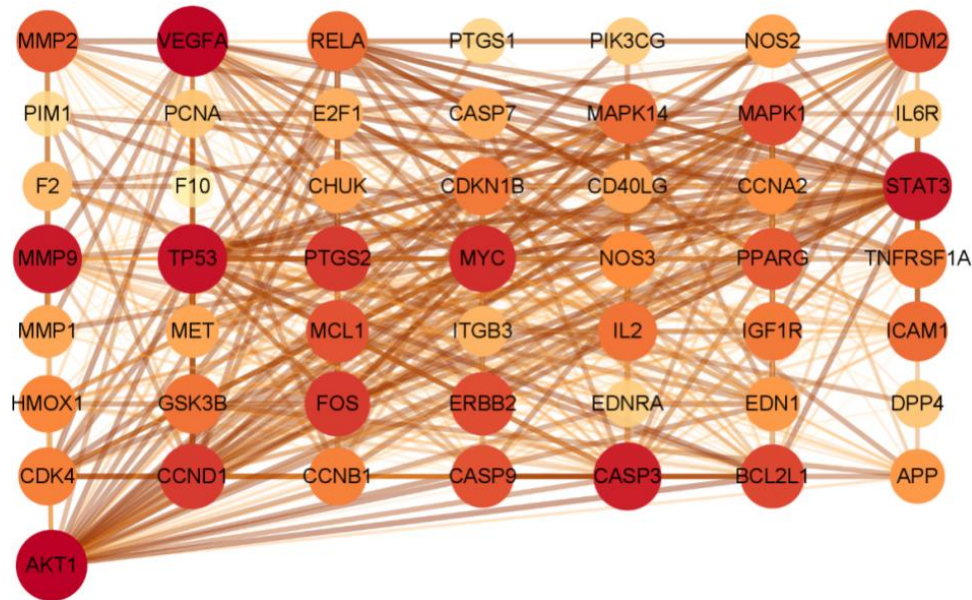 MMP2 VEGFA RELA PTGS1 PIK3CG NOS2 MDM2
PIM1 PCNA E2F1 CASP7 MAPK14 MAPK1 IL6R
F2 F10 CHUK CDKN1B CD40LG CCNA2 STAT3
MMP9 TP53 PTGS2 MYC NOS3 PPARG TNFRSF1A
MMP1 MET MCL1 ITGB3 IL2 IGF1R ICAM1
HMOX1 GSK3B FOS ERBB2 EDNRA EDN1 DPP4
CDK4 CCND1 CCNB1 CASP9 CASP3 BCL2L1 APP
AKT1